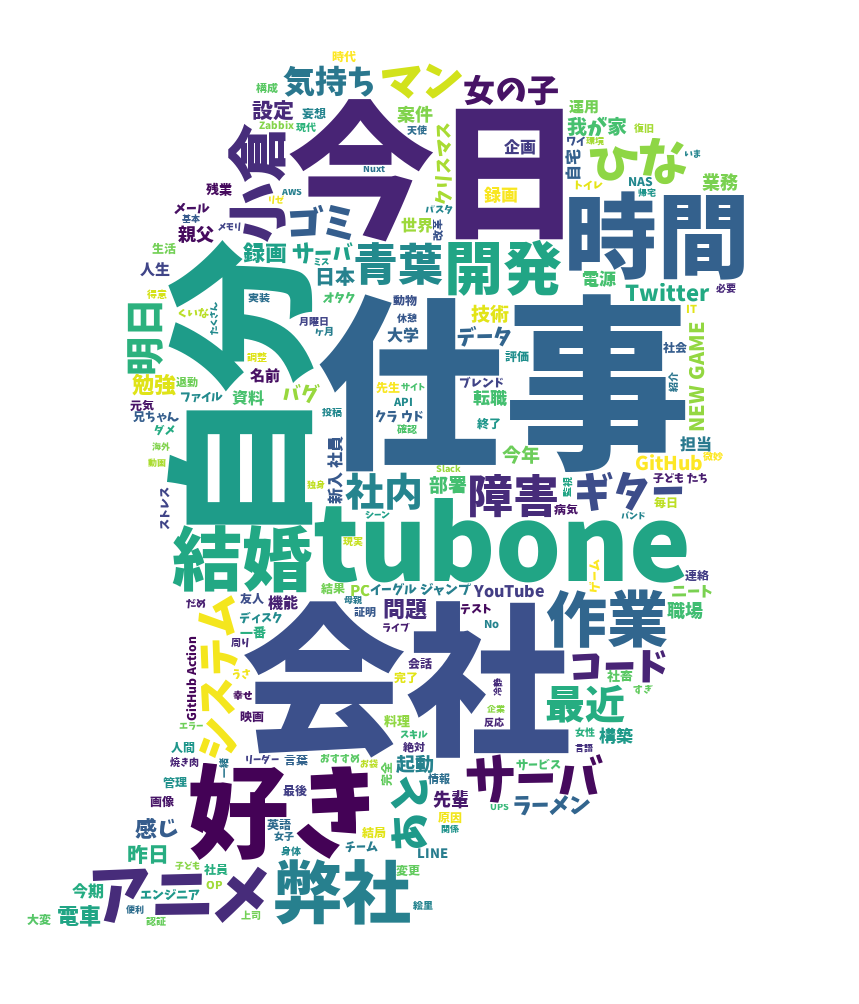 時代
気持ち
マン
女の子
構成
設定
妄想
案件
運用
Zabbix
現代
天使
我が家
復旧
今日
小倉
クリスマス
企画
ワイ
環境
ひな
いま
自宅
Nuxt
残業
AWS
リゼ
録画
トイレ
NAS
帰宅
業務
メール
基本
メモリ
ゴミ
パスタ
世界
改革
時間
親父
生活
録画
サーバ
ミス
日本
青葉
開発
電源
人生
Twitter
必要
得意
くいな
たくさん
実装
オタク
動物
休憩
月曜日
ケ月
大学
データ
技術
IT
明日
自分
仕事
NEW GAME
調整
名前
評価
社会
紹介
勉強
退勤
ファイル
資料
バグ
先生
サイト
ブレンド
転職
API
元気
兄ちゃん
投稿
クラウド
確認
終了
担当
ダメ
海外
動画
新入社員
今年
GitHub
微妙
Slack
子どもたち
ストレス
独身
社内
部署
障害
病気
監視
ギター
毎日
シーン
バンド
結婚
tubone
現実
ゲーム
連絡
結果
PC
イーグルジャンプ
YouTube
ニート
だめ
友人
機能
母親
証明
問題
テスト
職場
ディスク
一番
ライブ
No
作業
システム
周り
GitHub Action
うさ
会社
会話
完了
コード
社畜
すぎ
幸せ
映画
エラー
料理
企業
反応
最近
スキル
女性
構築
人間
絶対
言語
焼き肉
リーダー
言葉
おすすめ
お袋
完全
起動
情報
サーバ
サービス
管理
最後
画像
好き
あと
先輩
UPS
ラーメン
感じ
英語
女子
結局
原因
関係
昨日
身体
チーム
LINE
子ども
社員
変更
今期
アニメ
エンジニア
OP
弊社
絵里
大変
電車
便利
認証
上司